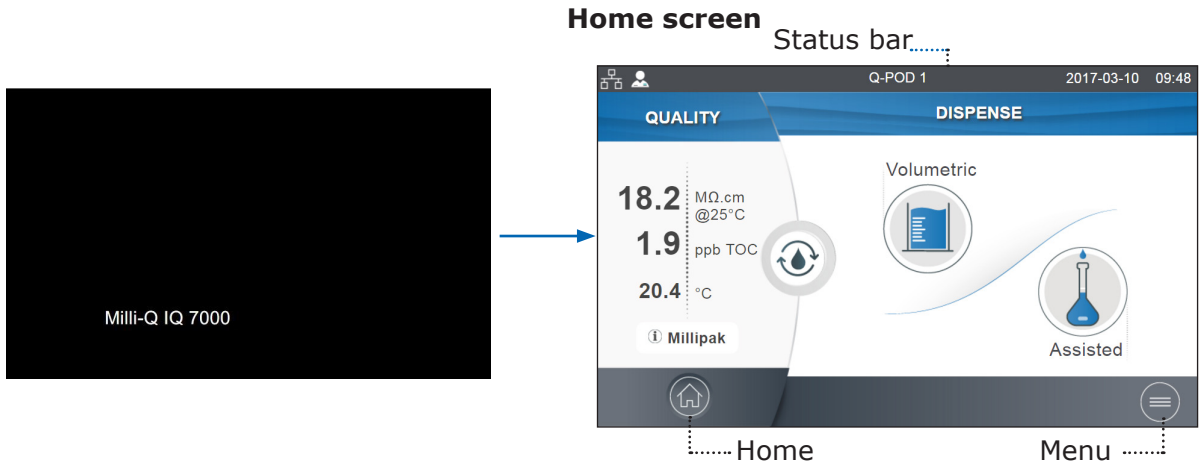 Home screen
Status bar
Q-POD 1 2017-03-10 09:48
QUALITY DISPENSE
Volumetric
18.2 MΩ.cm
@25°C
1.9 ppb TOC
20.4 °C
Millipak
Assisted
Milli-Q IQ 7000
Home Menu